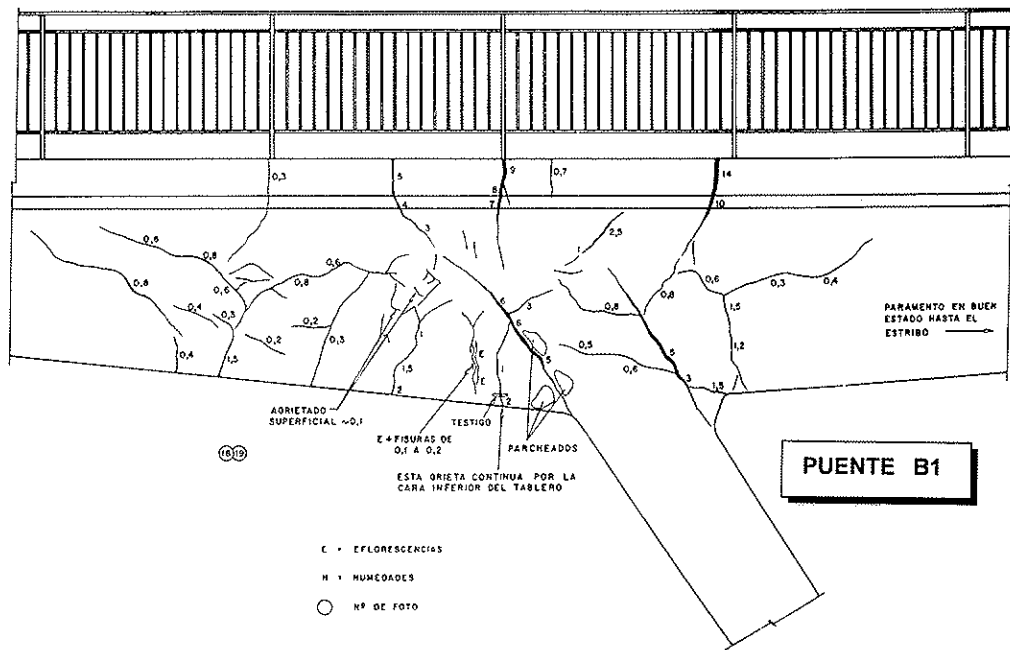 0,3
5
9
0,7
14
8
4
7
10
3
1
2,5
0,6
0,8
0,8
0,6
0,6
0,8
0,6
0,3
0,4
0,4
0,3
0,2
0,2
0,3
0,4
1,5
1
1,5
2
6
3
6
5
1
2
0,8
0,8
0,5
0,6
5
3
1,5
1,2
1,5
E
E
PARAMENTO EN BUEN
ESTADO HASTA EL
ESTRIBO
AGRIETADO
SUPERFICIAL ~0,1
E+FISURAS DE
0,1 A 0,2
TESTIGO
PARCHEADOS
ESTA GRIETA CONTINUA POR LA
CARA INFERIOR DEL TABLERO
18 19
PUENTE B1
E = EFLORESCENCIAS
H = HUMEDADES
Nº DE FOTO